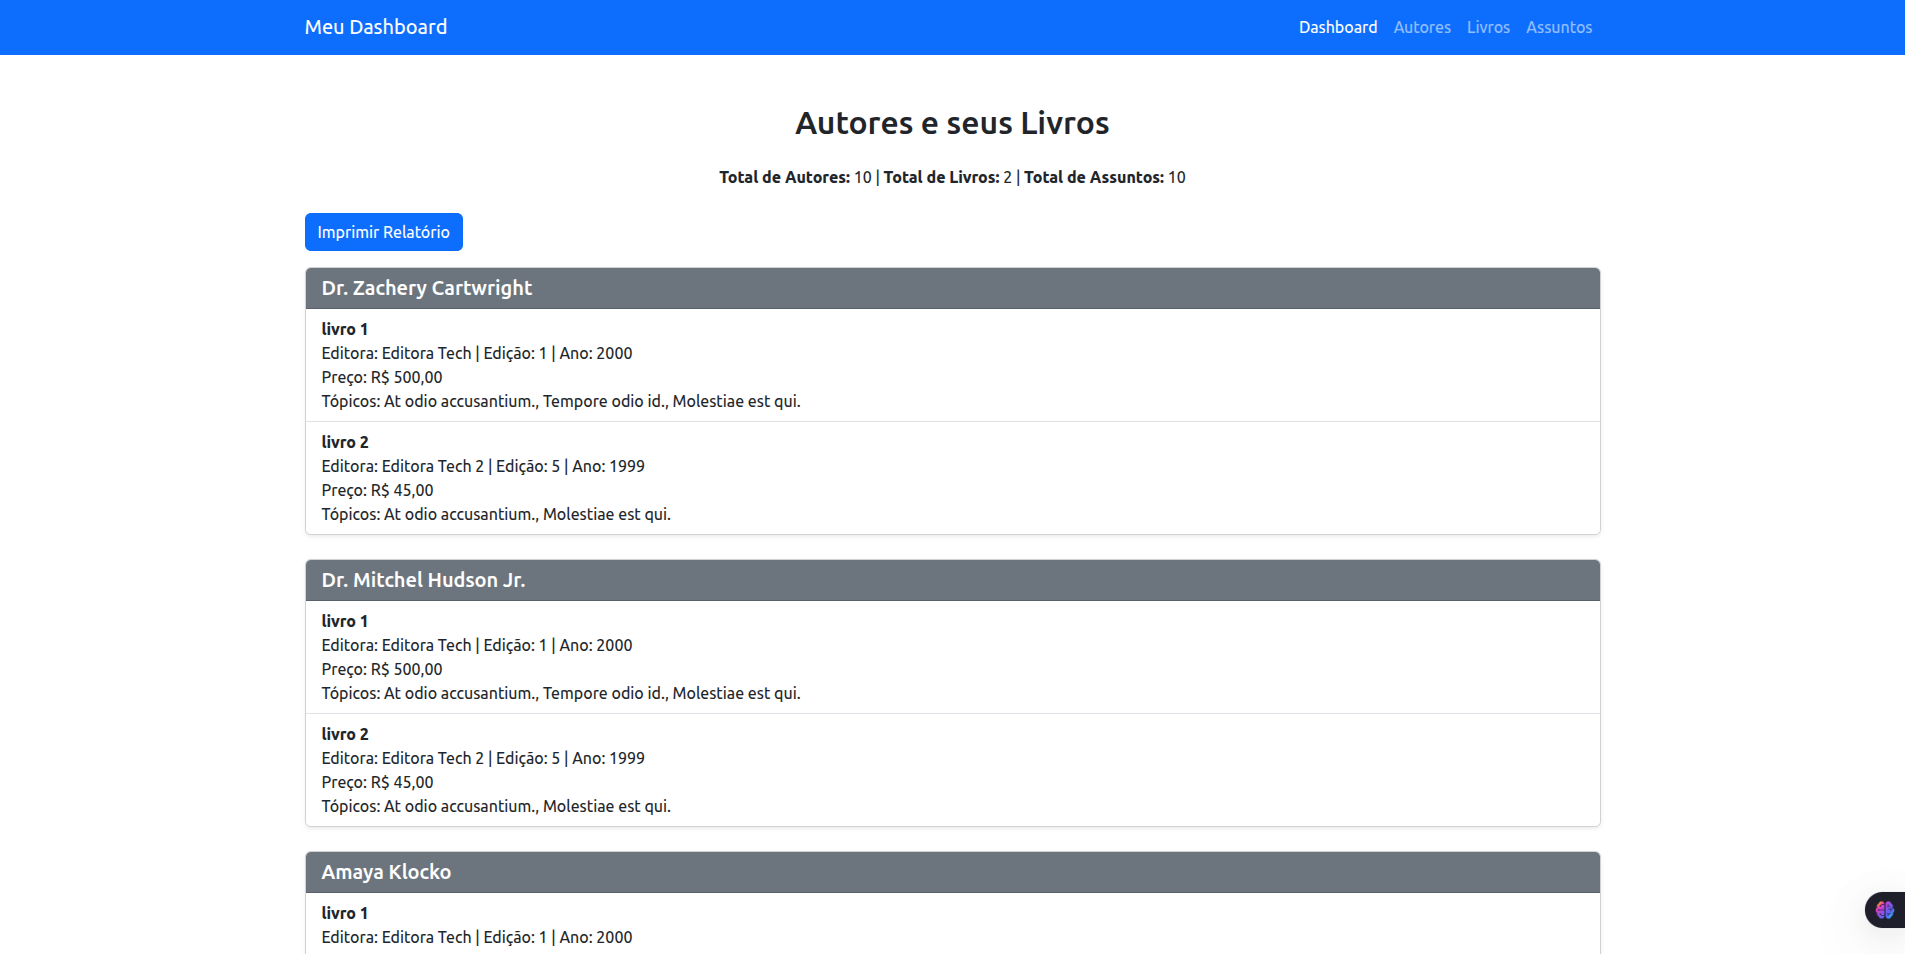 Meu Dashboard
Dashboard Autores Livros Assuntos
Autores e seus Livros
Total de Autores: 10 | Total de Livros: 2 | Total de Assuntos: 10
Imprimir Relatório
Dr. Zachery Cartwright
livro 1
Editora: Editora Tech | Edição: 1 | Ano: 2000
Preço: R$ 500,00
Tópicos: At odio accusantium., Tempore odio id., Molestiae est qui.
livro 2
Editora: Editora Tech 2 | Edição: 5 | Ano: 1999
Preço: R$ 45,00
Tópicos: At odio accusantium., Molestiae est qui.
Dr. Mitchel Hudson Jr.
livro 1
Editora: Editora Tech | Edição: 1 | Ano: 2000
Preço: R$ 500,00
Tópicos: At odio accusantium., Tempore odio id., Molestiae est qui.
livro 2
Editora: Editora Tech 2 | Edição: 5 | Ano: 1999
Preço: R$ 45,00
Tópicos: At odio accusantium., Molestiae est qui.
Amaya Klocko
livro 1
Editora: Editora Tech | Edição: 1 | Ano: 2000